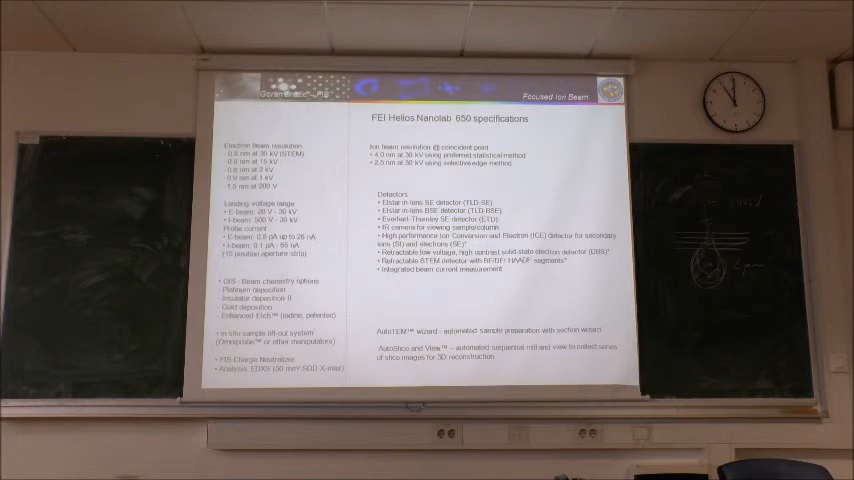 Goran Dražić – FIB
Focused Ion Beam
FEI Helios Nanolab 650 specifications
Electron beam resolution
- 0.8 nm at 30 kV (STEM)
- 0.8 nm at 15 kV
- 0.8 nm at 2 kV
- 0.9 nm at 1 kV
- 1.5 nm at 200 V
Landing voltage range
• E-beam: 20 V - 30 kV
• I-beam: 500 V - 30 kV
Probe current
• E-beam: 0.8 pA up to 26 nA
• I-beam: 0.1 pA - 65 nA
(15 position aperture strip)
• GIS - Beam chemistry options
- Platinum deposition
- Insulator deposition II
- Gold deposition
- Enhanced Etch™ (iodine, patented)
• In situ sample lift-out system
(Omniprobe™ or other manipulators)
• FIB Charge Neutralizer
• Analysis: EDXS (50 mm² SDD X-max)
Ion beam resolution @ coincident point
• 4.0 nm at 30 kV using preferred statistical method
• 2.5 nm at 30 kV using selective edge method
Detectors
• Elstar in-lens SE detector (TLD-SE)
• Elstar in-lens BSE detector (TLD-BSE)
• Everhart-Thornley SE detector (ETD)
• IR camera for viewing sample/column
• High performance Ion Conversion and Electron (ICE) detector for secondary
ions (SI) and electrons (SE)*
• Retractable low voltage, high contrast solid-state electron detector (DBS)*
• Retractable STEM detector with BF/DF/ HAADF segments*
• Integrated beam current measurement
AutoTEM™ wizard - automated sample preparation with section wizard
AutoSlice and View™ – automated sequential mill and view to collect series
of slice images for 3D reconstruction